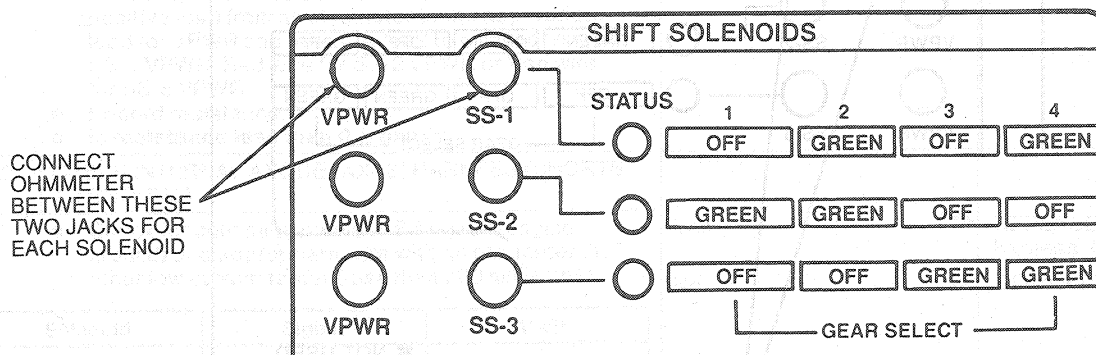 SHIFT SOLENOIDS
VPWR
SS-1
STATUS
1 2 3 4
OFF GREEN OFF GREEN
CONNECT
OHMMETER
BETWEEN THESE
TWO JACKS FOR
EACH SOLENOID
VPWR
SS-2
GREEN GREEN OFF OFF
VPWR
SS-3
OFF OFF GREEN GREEN
GEAR SELECT